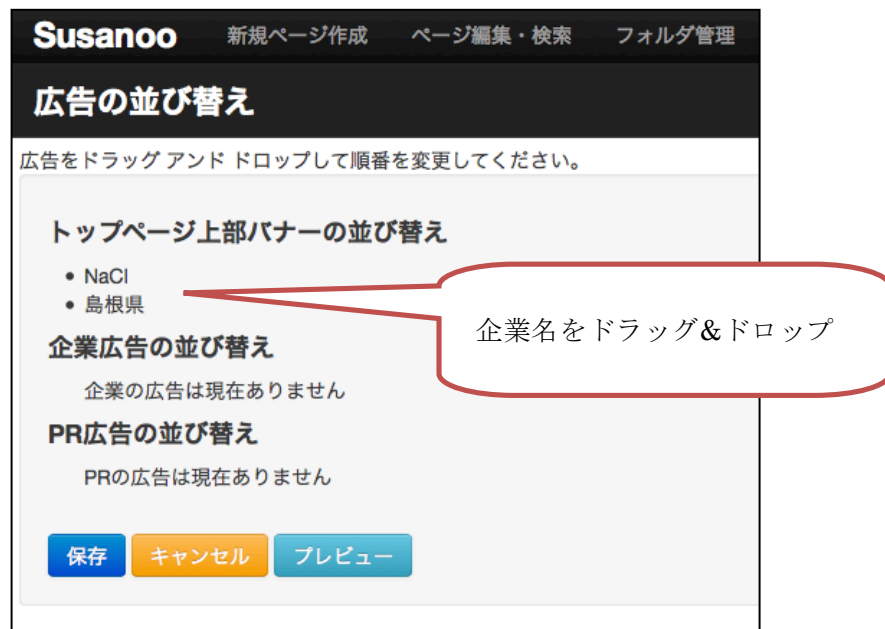 Susanoo 新規ページ作成 ページ編集・検索 フォルダ管理
広告の並び替え
広告をドラッグ アンド ドロップして順番を変更してください。
トップページ上部バナーの並び替え
• NaCl
• 島根県
企業名をドラッグ&ドロップ
企業広告の並び替え
企業の広告は現在ありません
PR広告の並び替え
PRの広告は現在ありません
保存 キャンセル プレビュー